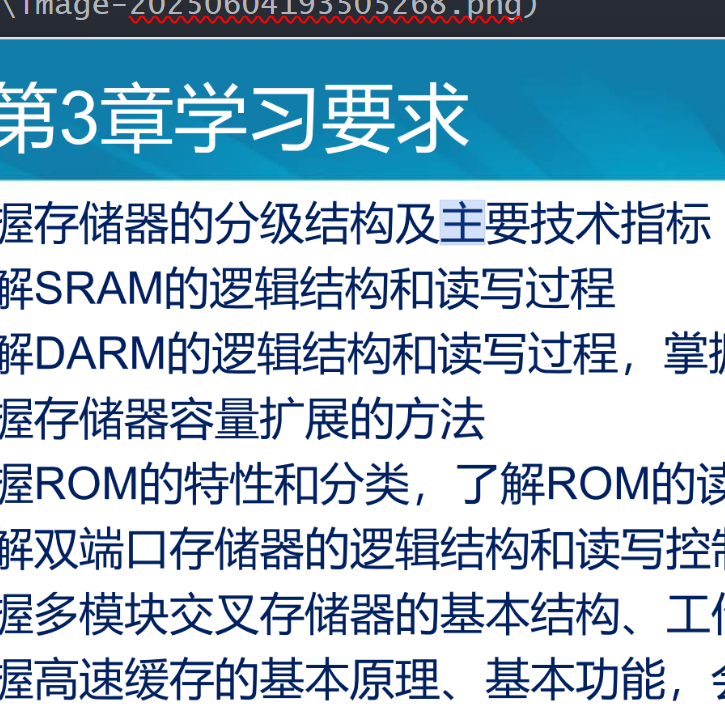 \image-20250604193505268.png)
第3章学习要求
握存储器的分级结构及主要技术指标
解SRAM的逻辑结构和读写过程
解DARM的逻辑结构和读写过程，掌握
握存储器容量扩展的方法
握ROM的特性和分类，了解ROM的读
解双端口存储器的逻辑结构和读写控制
握多模块交叉存储器的基本结构、工作
握高速缓存的基本原理、基本功能，会